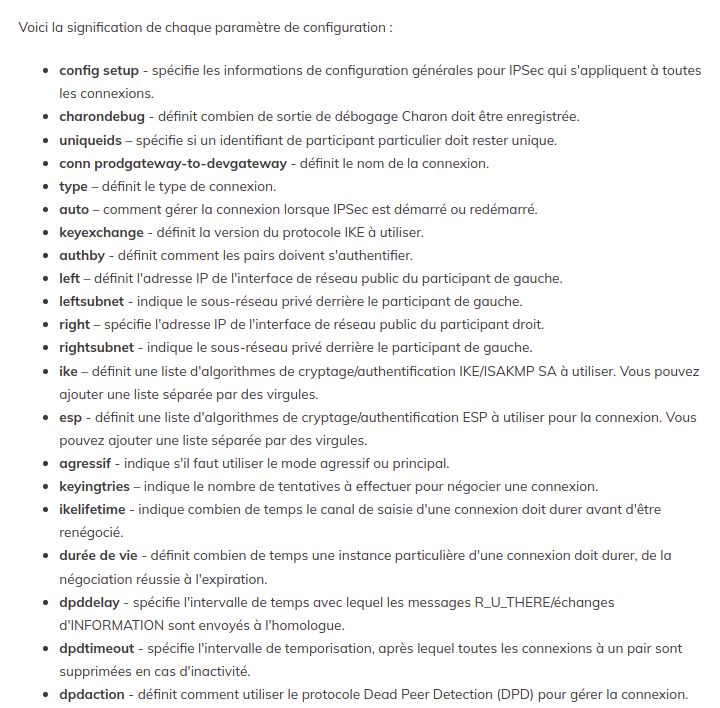 Voici la signification de chaque paramètre de configuration :
• config setup - spécifie les informations de configuration générales pour IPSec qui s'appliquent à toutes
les connexions.
• charondebug - définit combien de sortie de débogage Charon doit être enregistrée.
• uniqueids – spécifie si un identifiant de participant particulier doit rester unique.
• conn prodgateway-to-devgateway - définit le nom de la connexion.
• type – définit le type de connexion.
• auto – comment gérer la connexion lorsque IPSec est démarré ou redémarré.
• keyexchange - définit la version du protocole IKE à utiliser.
• authby - définit comment les pairs doivent s'authentifier.
• left – définit l'adresse IP de l'interface de réseau public du participant de gauche.
• leftsubnet - indique le sous-réseau privé derrière le participant de gauche.
• right – spécifie l'adresse IP de l'interface de réseau public du participant droit.
• rightsubnet - indique le sous-réseau privé derrière le participant de gauche.
• ike – définit une liste d'algorithmes de cryptage/authentification IKE/ISAKMP SA à utiliser. Vous pouvez
ajouter une liste séparée par des virgules.
• esp - définit une liste d'algorithmes de cryptage/authentification ESP à utiliser pour la connexion. Vous
pouvez ajouter une liste séparée par des virgules.
• agressif - indique s'il faut utiliser le mode agressif ou principal.
• keyingtries – indique le nombre de tentatives à effectuer pour négocier une connexion.
• ikelifetime - indique combien de temps le canal de saisie d'une connexion doit durer avant d'être
renégocié.
• durée de vie - définit combien de temps une instance particulière d'une connexion doit durer, de la
négociation réussie à l'expiration.
• dpddelay - spécifie l'intervalle de temps avec lequel les messages R_U_THERE/échanges
d'INFORMATION sont envoyés à l'homologue.
• dpdtimeout - spécifie l'intervalle de temporisation, après lequel toutes les connexions à un pair sont
supprimées en cas d'inactivité.
• dpdaction - définit comment utiliser le protocole Dead Peer Detection (DPD) pour gérer la connexion.